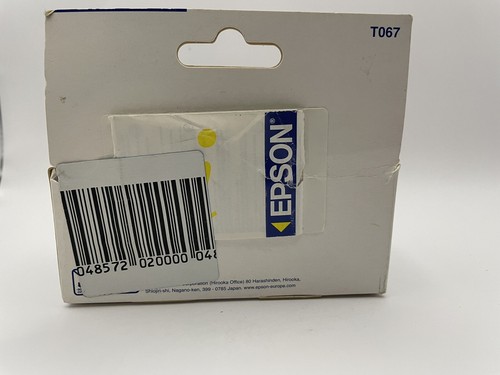 T067
EPSON®
048572 020000 048
Corporation (Hirooka Office) 80 Harashinden, Hirooka,
Shiojiri-shi, Nagano-ken, 399 - 0785 Japan. www.epson-europe.com